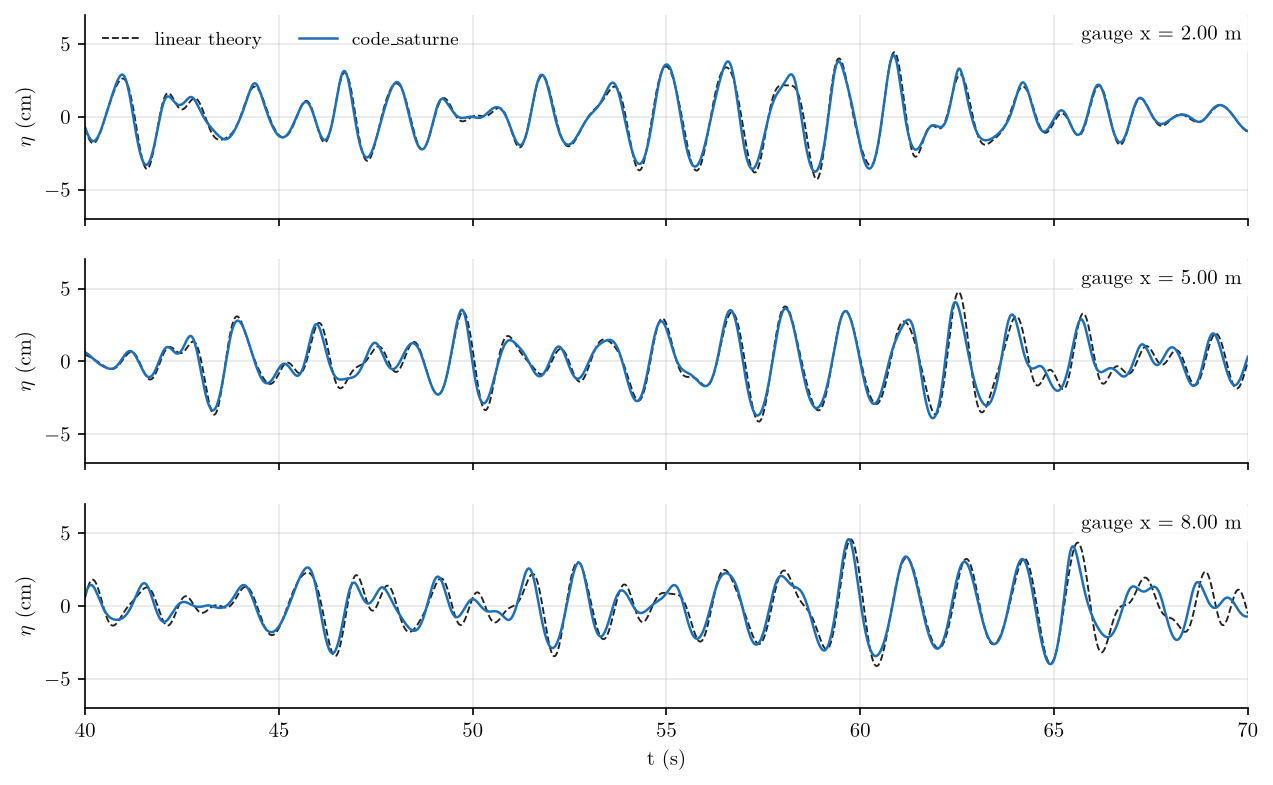 linear theory
code_saturne
gauge x = 2.00 m
η (cm)
5
0
−5
gauge x = 5.00 m
η (cm)
5
0
−5
gauge x = 8.00 m
η (cm)
5
0
−5
40 45 50 55 60 65 70
t (s)